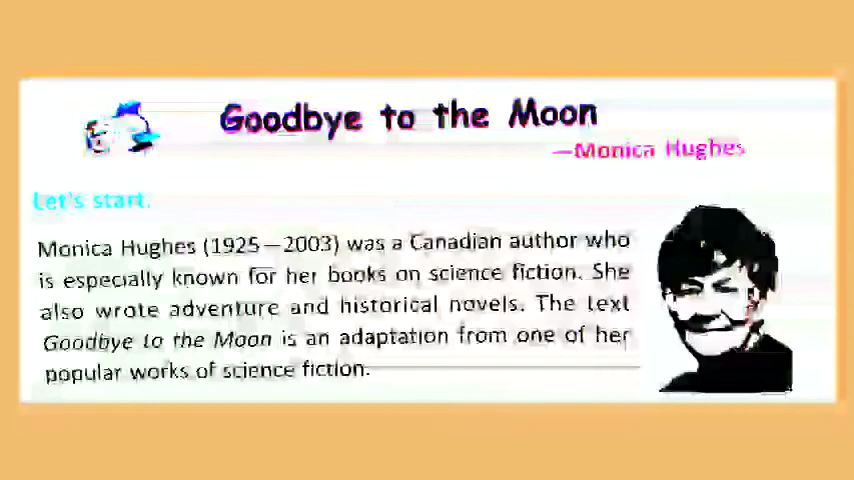 Goodbye to the Moon
—Monica Hughes
Let's start.
Monica Hughes (1925—2003) was a Canadian author who
is especially known for her books on science fiction. She
also wrote adventure and historical novels. The text
Goodbye to the Moon is an adaptation from one of her
popular works of science fiction.